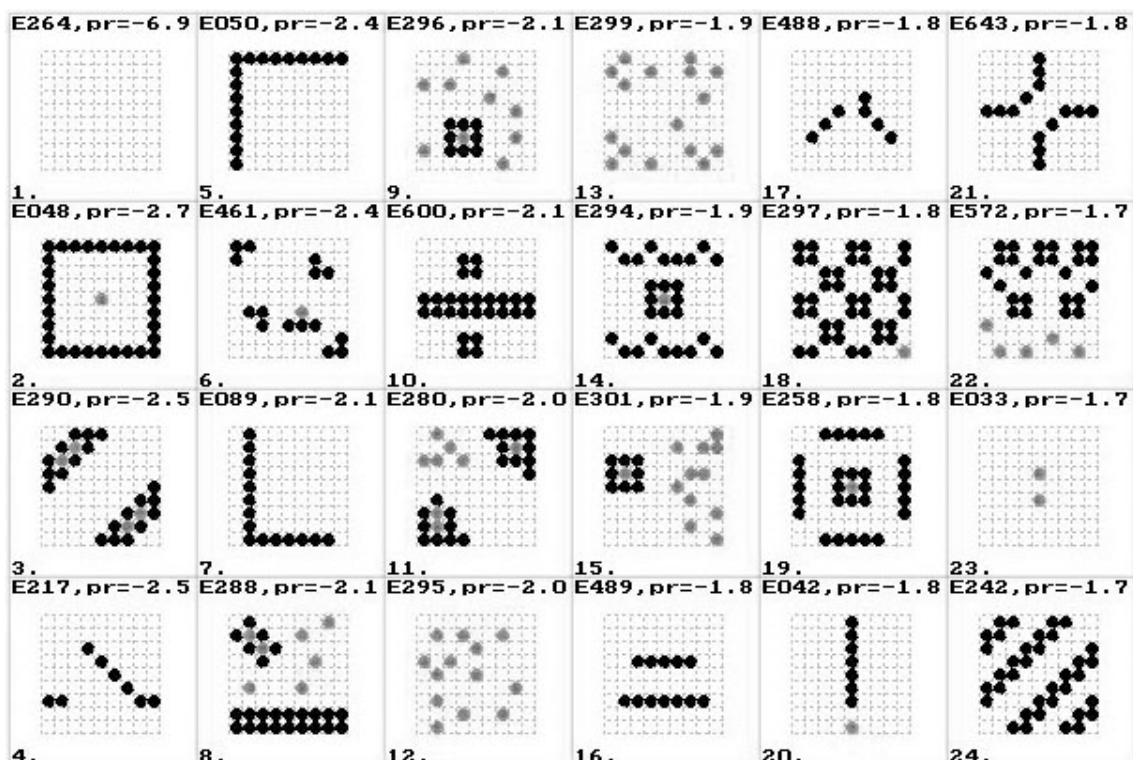 E264,pr=-6.9 E050,pr=-2.4 E296,pr=-2.1 E299,pr=-1.9 E488,pr=-1.8 E643,pr=-1.8
1. 5. 9. 13. 17. 21.
E048,pr=-2.7 E461,pr=-2.4 E600,pr=-2.1 E294,pr=-1.9 E297,pr=-1.8 E572,pr=-1.7
2. 6. 10. 14. 18. 22.
E290,pr=-2.5 E089,pr=-2.1 E280,pr=-2.0 E301,pr=-1.9 E258,pr=-1.8 E033,pr=-1.7
3. 7. 11. 15. 19. 23.
E217,pr=-2.5 E288,pr=-2.1 E295,pr=-2.0 E489,pr=-1.8 E042,pr=-1.8 E242,pr=-1.7
4. 8. 12. 16. 20. 24.